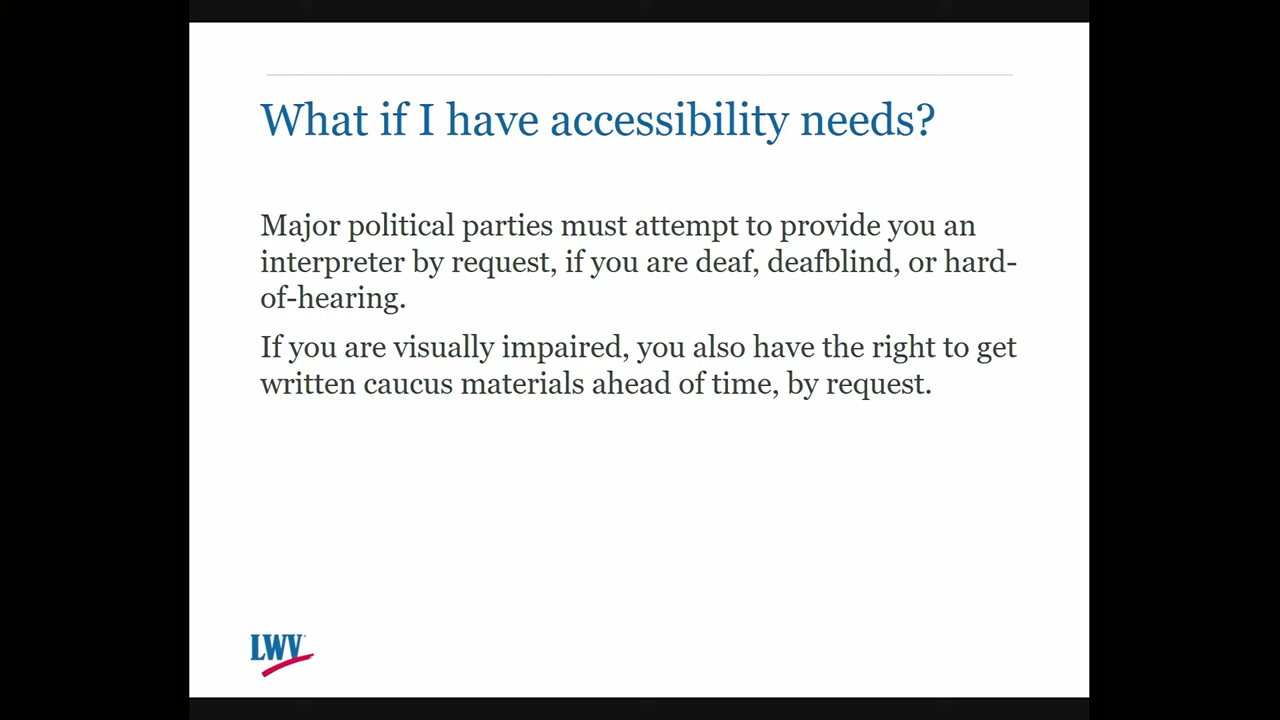 What if I have accessibility needs?
Major political parties must attempt to provide you an
interpreter by request, if you are deaf, deafblind, or hard-
of-hearing.
If you are visually impaired, you also have the right to get
written caucus materials ahead of time, by request.
LWV